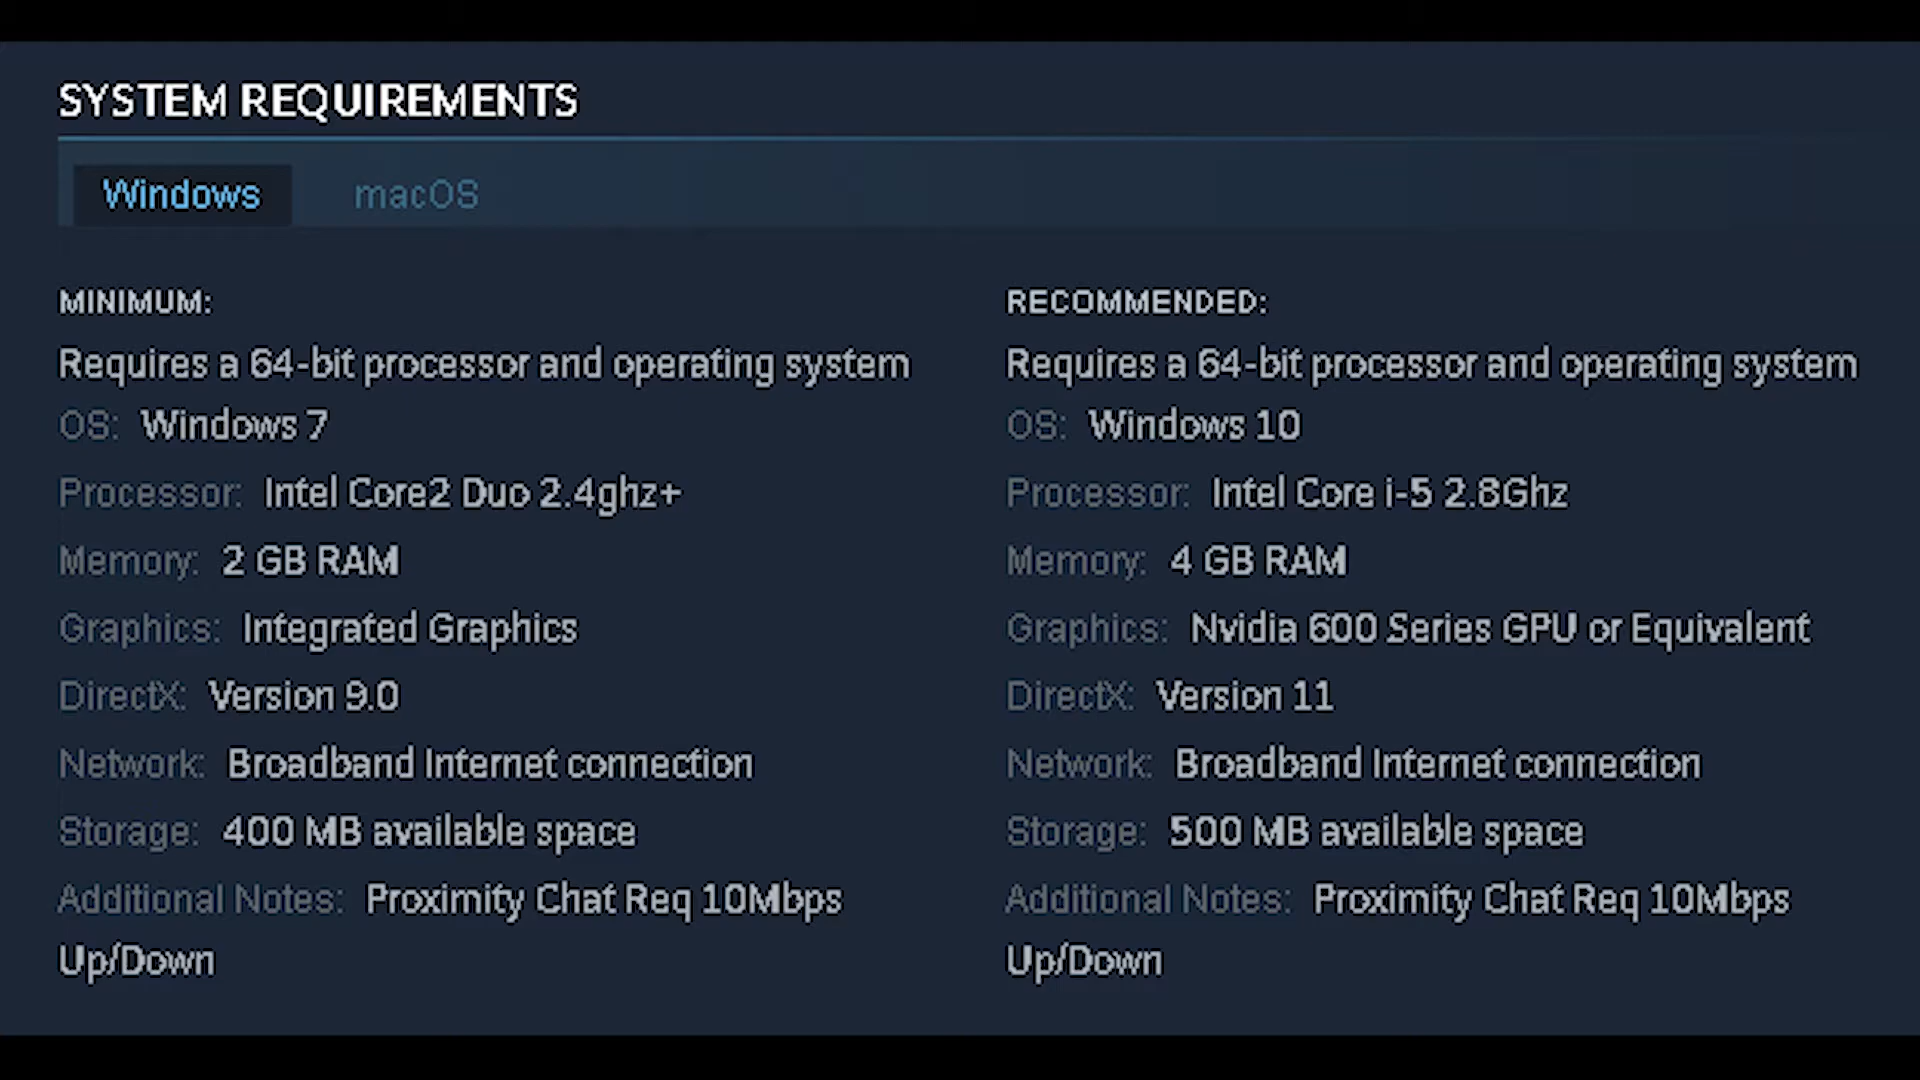 SYSTEM REQUIREMENTS
Windows macOS
MINIMUM:
Requires a 64-bit processor and operating system
OS: Windows 7
Processor: Intel Core2 Duo 2.4ghz+
Memory: 2 GB RAM
Graphics: Integrated Graphics
DirectX: Version 9.0
Network: Broadband Internet connection
Storage: 400 MB available space
Additional Notes: Proximity Chat Req 10Mbps
Up/Down
RECOMMENDED:
Requires a 64-bit processor and operating system
OS: Windows 10
Processor: Intel Core i-5 2.8Ghz
Memory: 4 GB RAM
Graphics: Nvidia 600 Series GPU or Equivalent
DirectX: Version 11
Network: Broadband Internet connection
Storage: 500 MB available space
Additional Notes: Proximity Chat Req 10Mbps
Up/Down